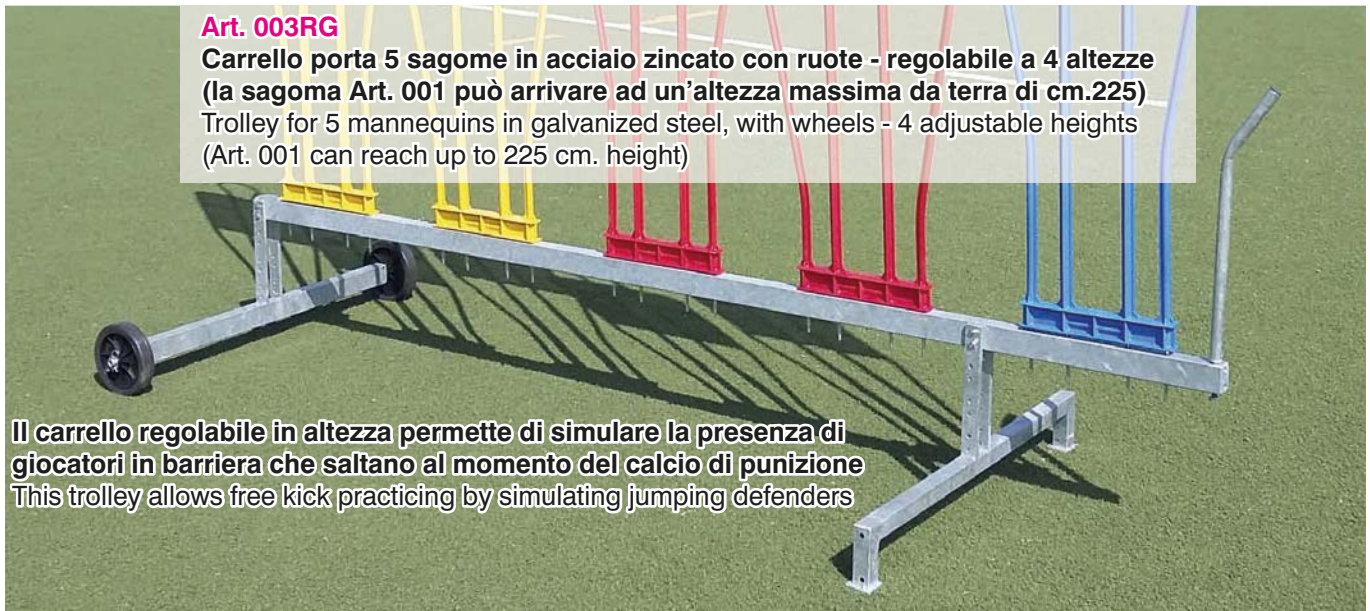 Art. 003RG
Carrello porta 5 sagome in acciaio zincato con ruote - regolabile a 4 altezze
(la sagoma Art. 001 può arrivare ad un'altezza massima da terra di cm.225)
Trolley for 5 mannequins in galvanized steel, with wheels - 4 adjustable heights
(Art. 001 can reach up to 225 cm. height)
Il carrello regolabile in altezza permette di simulare la presenza di
giocatori in barriera che saltano al momento del calcio di punizione
This trolley allows free kick practicing by simulating jumping defenders